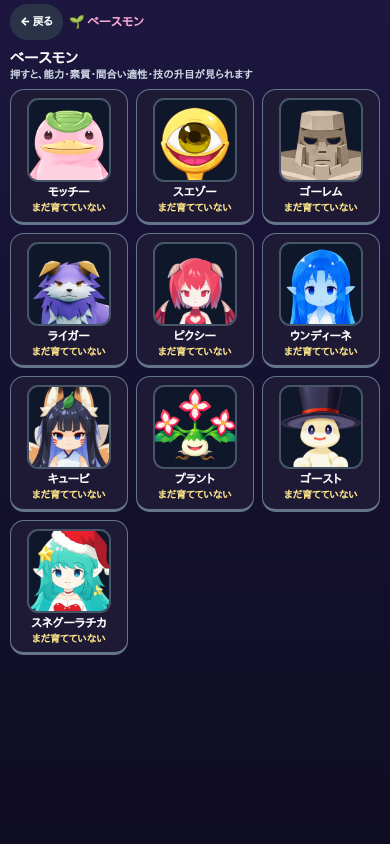 ← 戻る
🌱 ベースモン
ベースモン
押すと、能力・素質・間合い適性・技の升目が見られます
モッチー
まだ育てていない
スエゾー
まだ育てていない
ゴーレム
まだ育てていない
ライガー
まだ育てていない
ピクシー
まだ育てていない
ウンディーネ
まだ育てていない
キュービ
まだ育てていない
プラント
まだ育てていない
ゴースト
まだ育てていない
スネグーラチカ
まだ育てていない